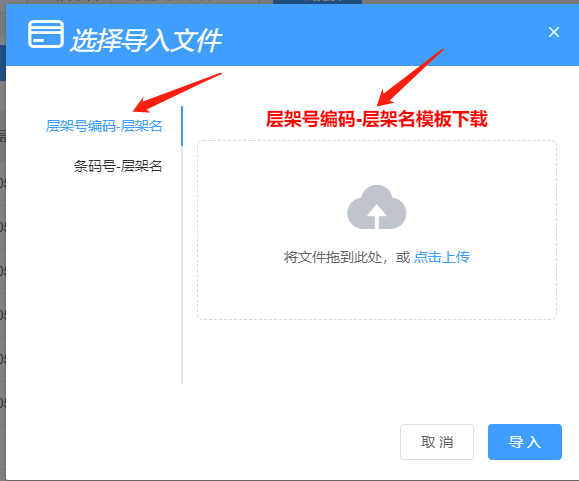 选择导入文件
层架号编码-层架名
条码号-层架名
层架号编码-层架名模板下载
将文件拖到此处，或 点击上传
取消
导入